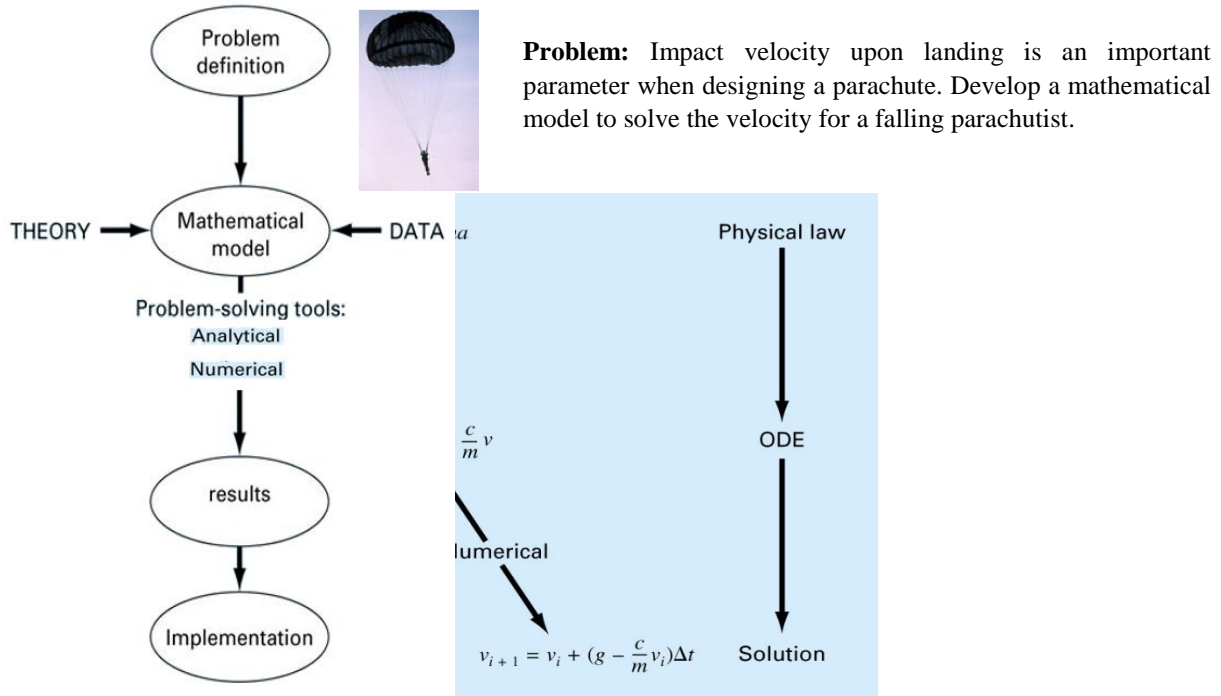 Problem
definition
Problem: Impact velocity upon landing is an important
parameter when designing a parachute. Develop a mathematical
model to solve the velocity for a falling parachutist.
THEORY
Mathematical
model
DATA
Problem-solving tools:
Analytical
Numerical
results
Implementation
a
Physical law
c/m v
ODE
umerical
v_{i + 1} = v_i + (g − c/m v_i)Δt
Solution